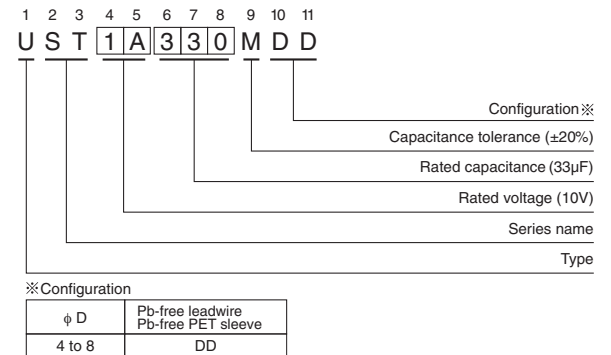 1 2 3 4 5 6 7 8 9 10 11
U S T 1 A 3 3 0 M D D
Configuration※
Capacitance tolerance (±20%)
Rated capacitance (33µF)
Rated voltage (10V)
Series name
Type
※Configuration
ϕ D
Pb-free leadwire
Pb-free PET sleeve
4 to 8 DD